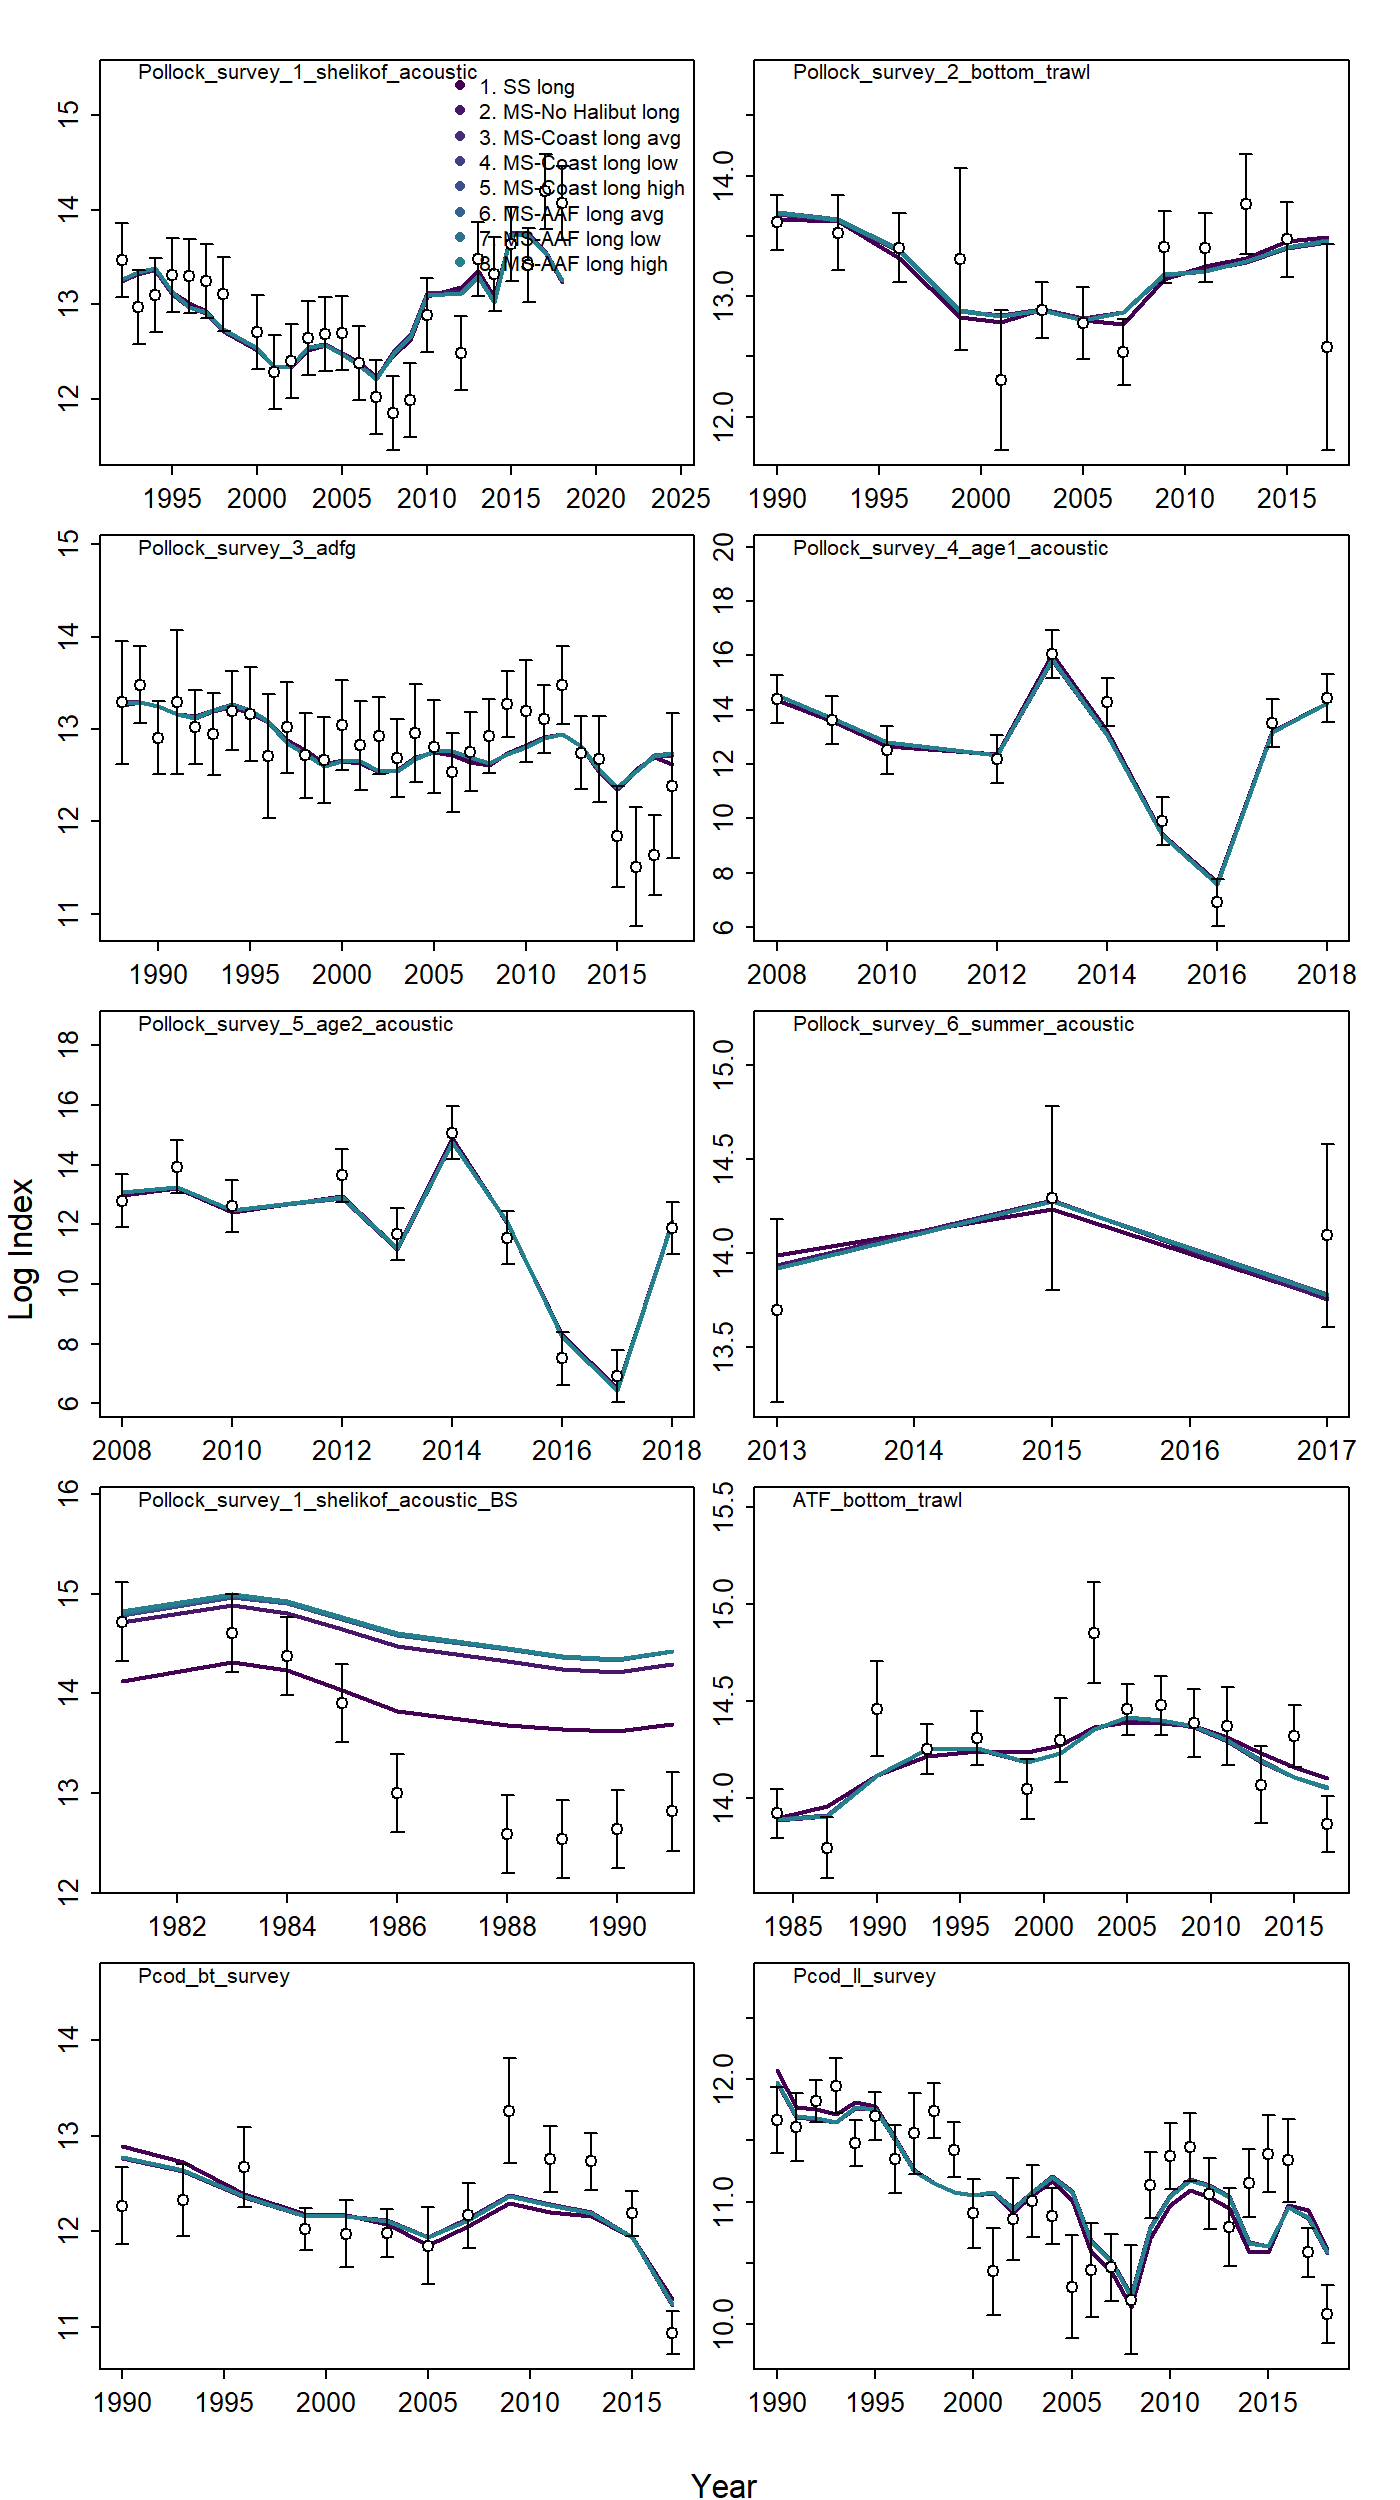 Pollock_survey_1_shelikof_acoustic
1. SS long
2. MS-No Halibut long
3. MS-Coast long avg
4. MS-Coast long low
5. MS-Coast long high
6. MS-AAF long avg
7. MS-AAF long low
8. MS-AAF long high
15
14
13
12
1995 2000 2005 2010 2015 2020 2025
Pollock_survey_2_bottom_trawl
14.0
13.0
12.0
1990 1995 2000 2005 2010 2015
Pollock_survey_3_adfg
15
14
13
12
11
1990 1995 2000 2005 2010 2015
Pollock_survey_4_age1_acoustic
20
18
16
14
12
10
8
6
2008 2010 2012 2014 2016 2018
Pollock_survey_5_age2_acoustic
18
16
14
12
10
8
6
2008 2010 2012 2014 2016 2018
Pollock_survey_6_summer_acoustic
15.0
14.5
14.0
13.5
2013 2014 2015 2016 2017
Log Index
Pollock_survey_1_shelikof_acoustic_BS
16
15
14
13
12
1982 1984 1986 1988 1990
ATF_bottom_trawl
15.5
15.0
14.5
14.0
1985 1990 1995 2000 2005 2010 2015
Pcod_bt_survey
14
13
12
11
1990 1995 2000 2005 2010 2015
Pcod_ll_survey
12.0
11.0
10.0
1990 1995 2000 2005 2010 2015
Year